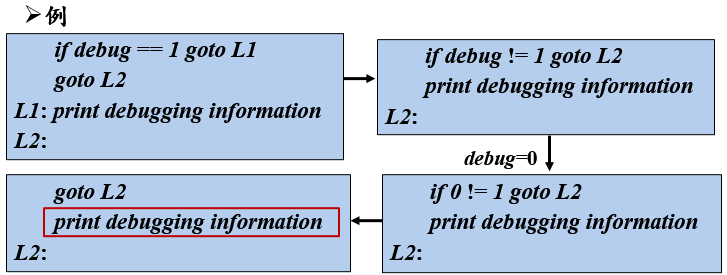 ➢例
if debug == 1 goto L1
goto L2
L1: print debugging information
L2:
if debug != 1 goto L2
print debugging information
L2:
debug=0
if 0 != 1 goto L2
print debugging information
L2:
goto L2
print debugging information
L2: